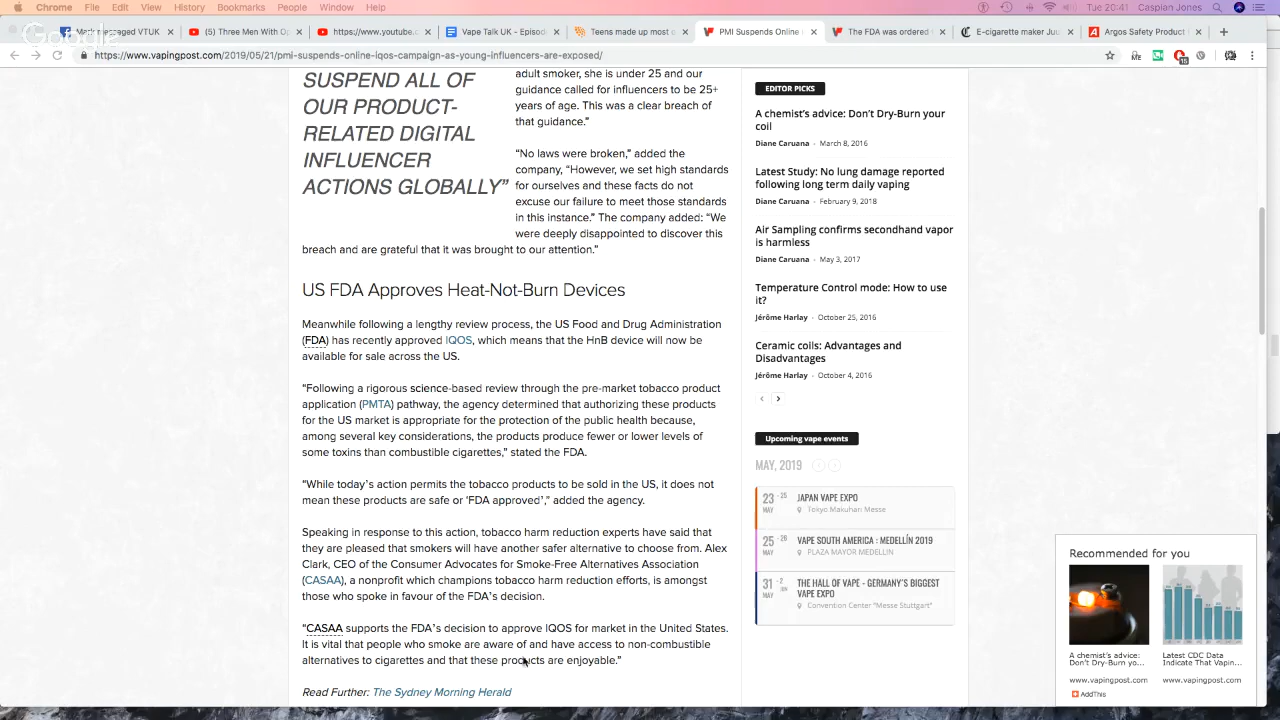 Chrome File Edit View History Bookmarks People Window Help
Tue 20:41 Caspian Jones
messaged VTUK
(5) Three Men With O
https://www.youtube.c
Vape Talk UK - Episod
Teens made up most o
PMI Suspends Online
The FDA was ordered
E-cigarette maker Juu
Argos Safety Product
https://www.vapingpost.com/2019/05/21/pmi-suspends-online-iqos-campaign-as-young-influencers-exposed/
SUSPEND ALL OF
OUR PRODUCT-
RELATED DIGITAL
INFLUENCER
ACTIONS GLOBALLY”
adult smoker, she is under 25 and our
guidance called for influencers to be 25+
years of age. This was a clear breach of
that guidance.”
“No laws were broken,” added the
company, “However, we set high standards
for ourselves and these facts do not
excuse our failure to meet those standards
in this instance.” The company added: “We
were deeply disappointed to discover this
breach and are grateful that it was brought to our attention.”
US FDA Approves Heat-Not-Burn Devices
Meanwhile following a lengthy review process, the US Food and Drug Administration
(FDA) has recently approved IQOS, which means that the HnB device will now be
available for sale across the US.
“Following a rigorous science-based review through the pre-market tobacco product
application (PMTA) pathway, the agency determined that authorizing these products
for the US market is appropriate for the protection of the public health because,
among several key considerations, the products produce fewer or lower levels of
some toxins than combustible cigarettes,” stated the FDA.
“While today’s action permits the tobacco products to be sold in the US, it does not
mean these products are safe or ‘FDA approved’,” added the agency.
Speaking in response to this action, tobacco harm reduction experts have said that
they are pleased that smokers will have another safer alternative to choose from. Alex
Clark, CEO of the Consumer Advocates for Smoke-Free Alternatives Association
(CASAA), a nonprofit which champions tobacco harm reduction efforts, is amongst
those who spoke in favour of the FDA’s decision.
“CASAA supports the FDA’s decision to approve IQOS for market in the United States.
It is vital that people who smoke are aware of and have access to non-combustible
alternatives to cigarettes and that these products are enjoyable.”
Read Further: The Sydney Morning Herald
EDITOR PICKS
A chemist’s advice: Don’t Dry-Burn your
coil
Diane Caruana - March 8, 2016
Latest Study: No lung damage reported
following long term daily vaping
Diane Caruana - February 9, 2018
Air Sampling confirms secondhand vapor
is harmless
Diane Caruana - May 3, 2017
Temperature Control mode: How to use
it?
Jérôme Harlay - October 25, 2016
Ceramic coils: Advantages and
Disadvantages
Jérôme Harlay - October 4, 2016
Upcoming vape events
MAY, 2019
23 - 25 JAPAN VAPE EXPO
MAY Tokyo Makuhari Messe
25 - 26 VAPE SOUTH AMERICA : MEDELLÍN 2019
MAY PLAZA MAYOR MEDELLIN
31 - 2 THE HALL OF VAPE - GERMANY’S BIGGEST
MAY JUN VAPE EXPO
Convention Center "Messe Stuttgart"
Recommended for you
A chemist's advice:
Don't Dry-Burn yo...
www.vapingpost.com
Latest CDC Data
Indicate That Vapin...
www.vapingpost.com
AddThis